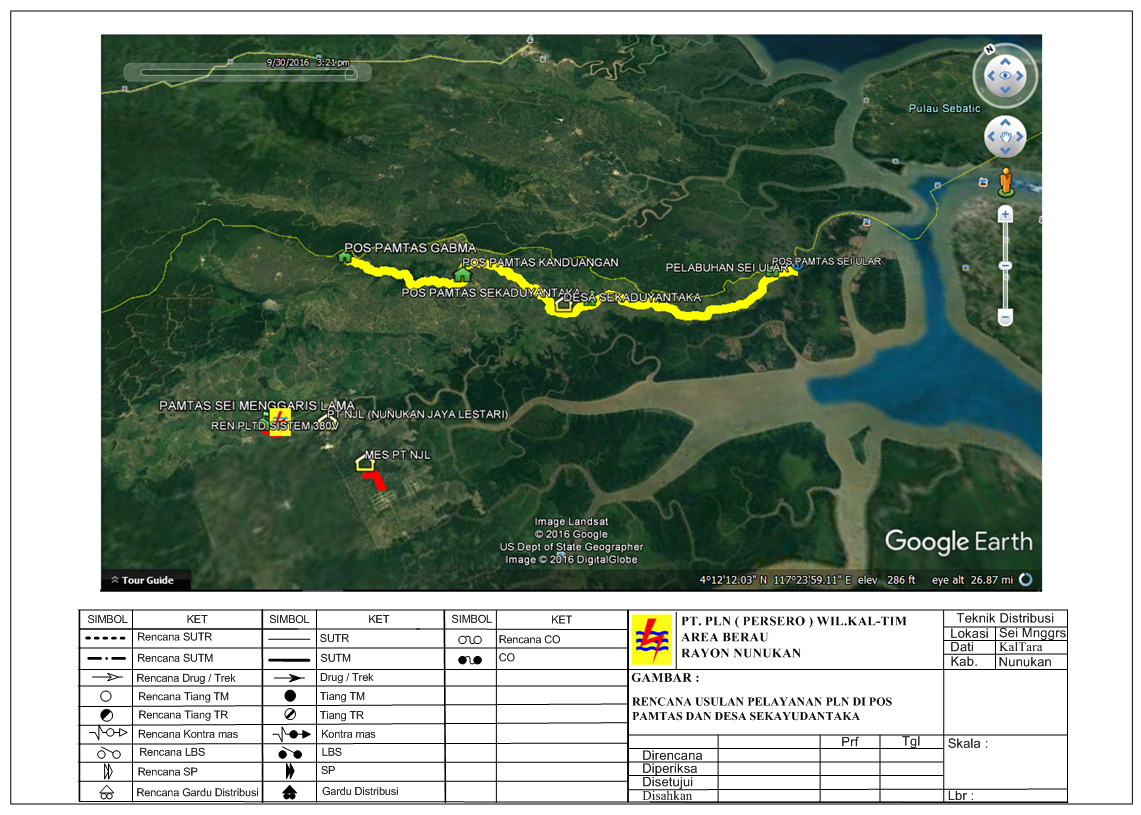 9/30/2016 3:21 pm
N
Pulau Sebatic
POS PAMTAS GABMA
POS PAMTAS KANDUANGAN
PELABUHAN SEI ULAR
POS PAMTAS SEI ULAR
POS PAMTAS SEKADUYANTAKA
DESA SEKADUYANTAKA
PAMTAS SEI MENGGARIS LAMA
PT NJL (NUNUKAN JAYA LESTARI)
REN PLTD SISTEM 380V
MES PT NJL
Image Landsat
© 2016 Google
US Dept of State Geographer
Image © 2016 DigitalGlobe
Google Earth
Tour Guide
4°12'12.03" N 117°23'59.11" E elev 286 ft eye alt 26.87 mi
SIMBOL KET SIMBOL KET SIMBOL KET
Rencana SUTR SUTR Rencana CO
Rencana SUTM SUTM CO
Rencana Drug / Trek Drug / Trek
Rencana Tiang TM Tiang TM
Rencana Tiang TR Tiang TR
Rencana Kontra mas Kontra mas
Rencana LBS LBS
Rencana SP SP
Rencana Gardu Distribusi Gardu Distribusi
PT. PLN ( PERSERO ) WIL.KAL-TIM
AREA BERAU
RAYON NUNUKAN
Teknik Distribusi
Lokasi Sei Mnggrs
Dati KalTara
Kab. Nunukan
GAMBAR :
RENCANA USULAN PELAYANAN PLN DI POS
PAMTAS DAN DESA SEKAYUDANTAKA
Prf Tgl
Direncana
Diperiksa
Disetujui
Disahkan
Skala :
Lbr :